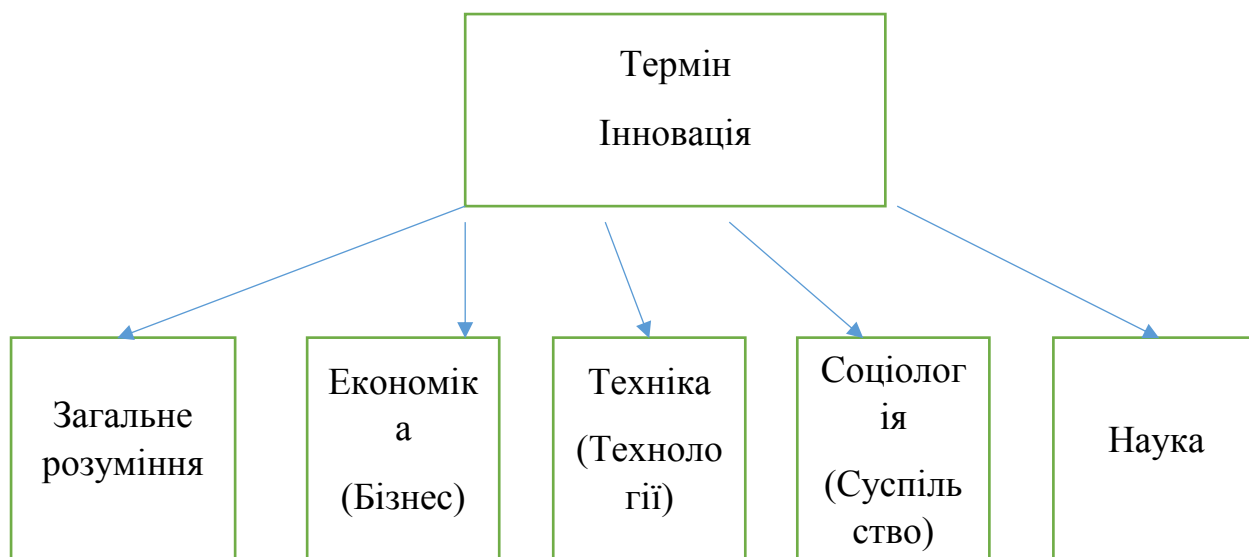 Термін
Інновація
Загальне
розуміння
Економік
а
(Бізнес)
Техніка
(Техноло
гії)
Соціолог
ія
(Суспіль
ство)
Наука